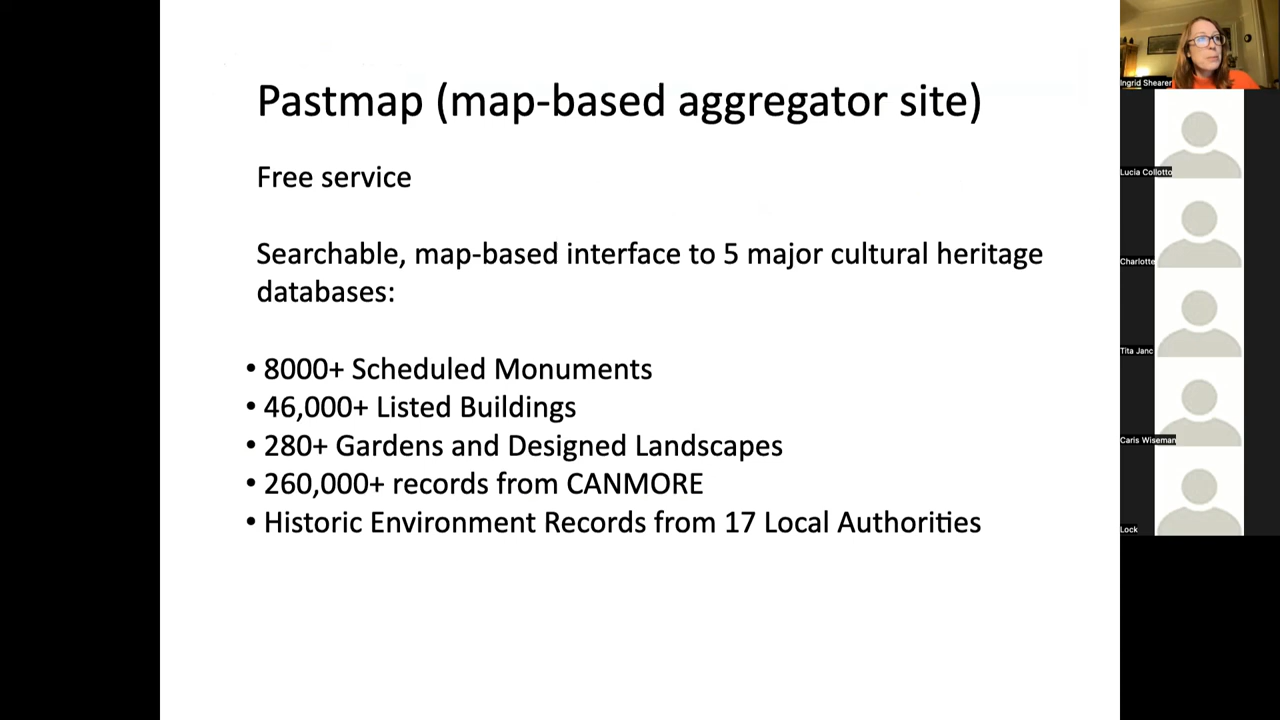 Pastmap (map-based aggregator site)
Free service
Searchable, map-based interface to 5 major cultural heritage
databases:
• 8000+ Scheduled Monuments
• 46,000+ Listed Buildings
• 280+ Gardens and Designed Landscapes
• 260,000+ records from CANMORE
• Historic Environment Records from 17 Local Authorities
Ingrid Shearer
Lucia Collotto
Charlotte
Tita Janc
Caris Wiseman
Lock